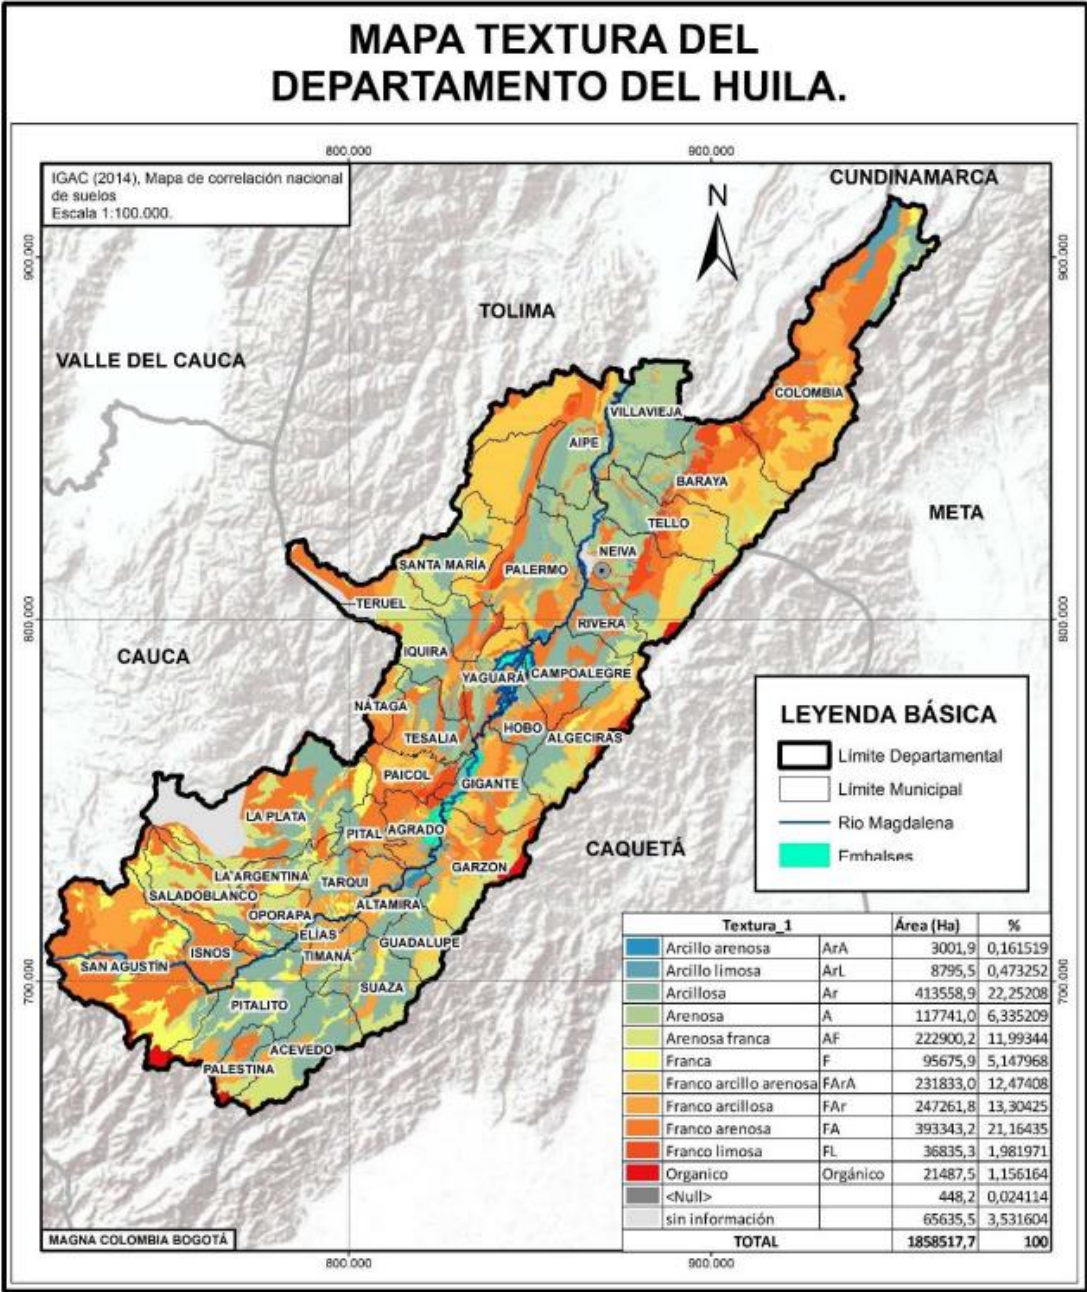 MAPA TEXTURA DEL
DEPARTAMENTO DEL HUILA.
800.000
900.000
IGAC (2014), Mapa de correlación nacional
de suelos
Escala 1:100.000.
N
CUNDINAMARCA
900.000
900.000
TOLIMA
VALLE DEL CAUCA
COLOMBIA
VILLAVIEJA
AIPE
BARAYA
META
TELLO
NEIVA
SANTA MARÍA
PALERMO
TERUEL
800.000
RIVERA
800.000
CAUCA
IQUIRA
YAGUARÁ
CAMPOALEGRE
NÁTAGA
HOBO
TESALIA
ALGECIRAS
PAICOL
GIGANTE
LA PLATA
PITAL
AGRADO
CAQUETÁ
GARZON
LA ARGENTINA
TARQUI
SALADOBLANCO
ALTAMIRA
OPORAPA
ELÍAS
GUADALUPE
ISNOS
TIMANÁ
SAN AGUSTÍN
SUAZA
700.000
700.000
PITALITO
ACEVEDO
PALESTINA
LEYENDA BÁSICA
Límite Departamental
Límite Municipal
Rio Magdalena
Embalses
Textura_1 Área (Ha) %
Arcillo arenosa ArA 3001,9 0,161519
Arcillo limosa ArL 8795,5 0,473252
Arcillosa Ar 413558,9 22,25208
Arenosa A 117741,0 6,335209
Arenosa franca AF 222900,2 11,99344
Franca F 95675,9 5,147968
Franco arcillo arenosa FArA 231833,0 12,47408
Franco arcillosa FAr 247261,8 13,30425
Franco arenosa FA 393343,2 21,16435
Franco limosa FL 36835,3 1,981971
Organico Orgánico 21487,5 1,156164
<Null> 448,2 0,024114
sin información 65635,5 3,531604
TOTAL 1858517,7 100
MAGNA COLOMBIA BOGOTÁ
800.000
900.000